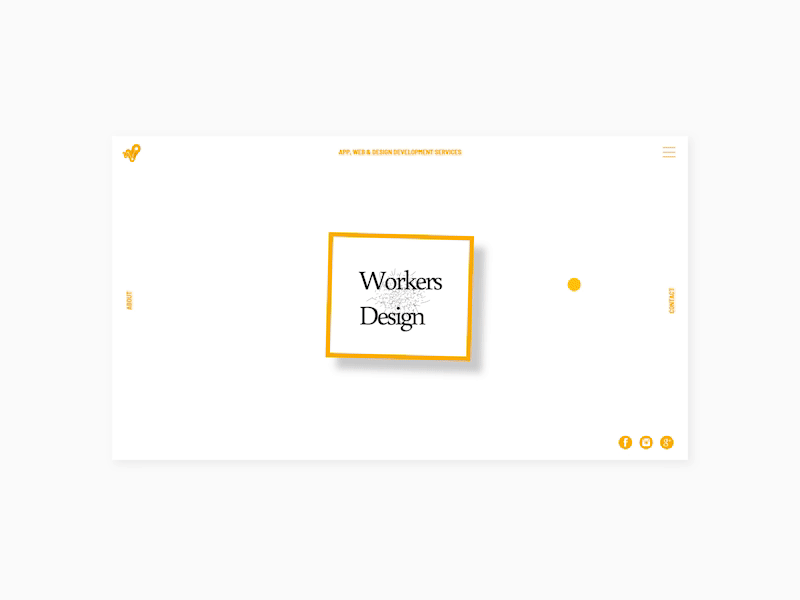 APP, WEB & DESIGN DEVELOPMENT SERVICES
Workers
Design
ABOUT
CONTACT
f
g+